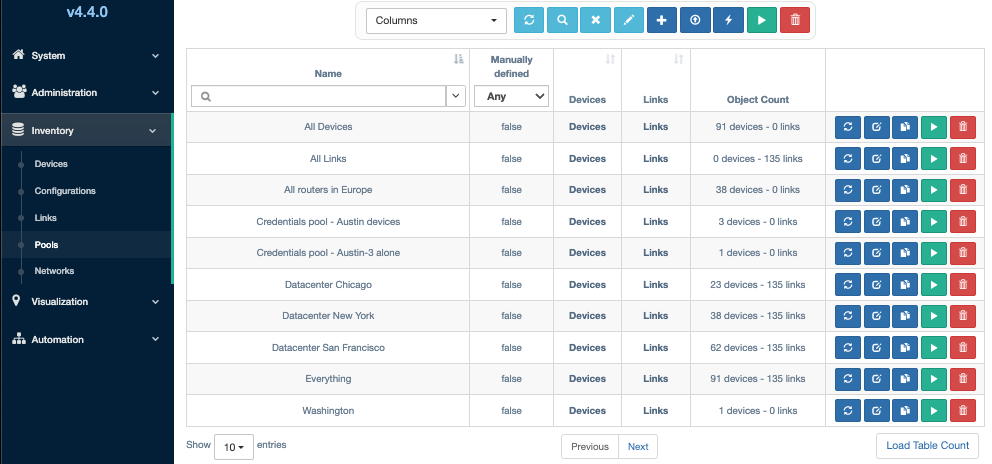 v4.4.0
System
Administration
Inventory
Devices
Configurations
Links
Pools
Networks
Visualization
Automation
Columns
Name Manually defined Devices Links Object Count
Any
All Devices false Devices Links 91 devices - 0 links
All Links false Devices Links 0 devices - 135 links
All routers in Europe false Devices Links 38 devices - 0 links
Credentials pool - Austin devices false Devices Links 3 devices - 0 links
Credentials pool - Austin-3 alone false Devices Links 1 devices - 0 links
Datacenter Chicago false Devices Links 23 devices - 135 links
Datacenter New York false Devices Links 38 devices - 135 links
Datacenter San Francisco false Devices Links 62 devices - 135 links
Everything false Devices Links 91 devices - 135 links
Washington false Devices Links 1 devices - 0 links
Show 10 entries Previous Next Load Table Count